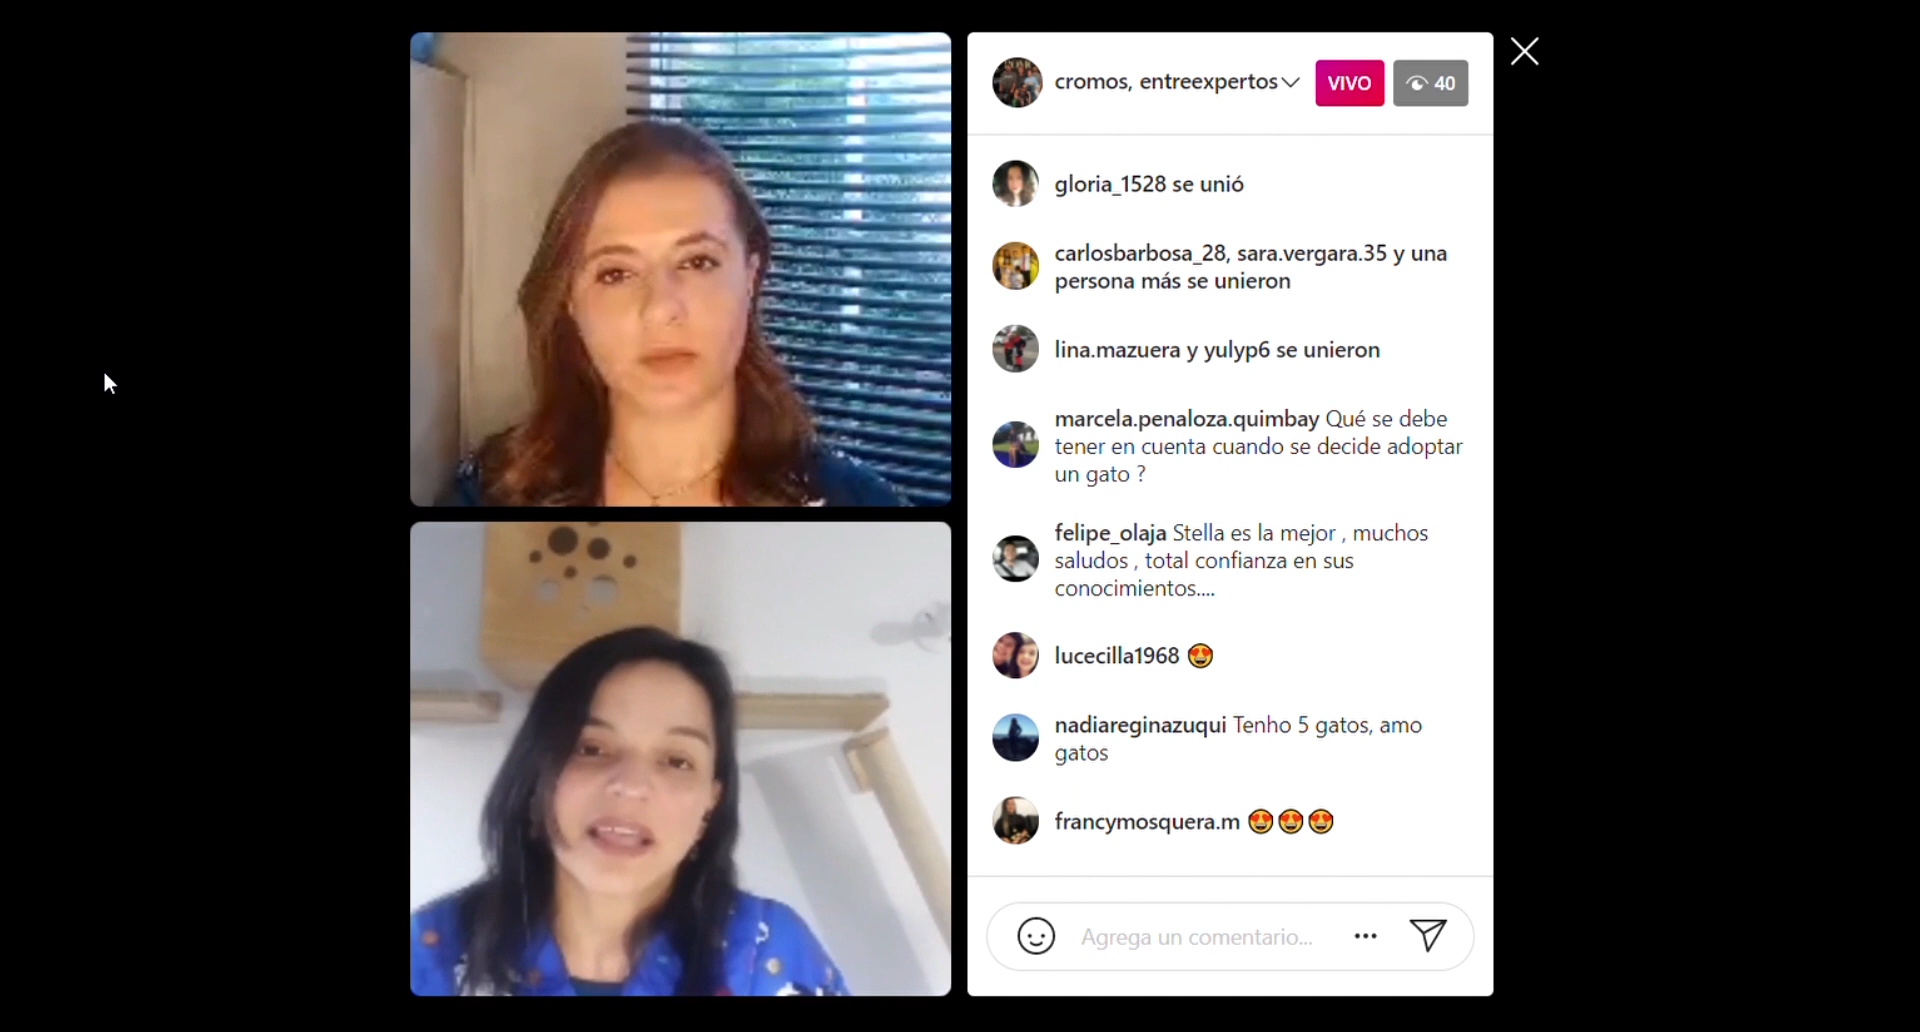 cromos, entreexpertos
VIVO
40
gloria_1528 se unió
carlosbarbosa_28, sara.vergara.35 y una
persona más se unieron
lina.mazuera y yulyp6 se unieron
marcela.penaloza.quimbay Qué se debe
tener en cuenta cuando se decide adoptar
un gato ?
felipe_olaja Stella es la mejor , muchos
saludos , total confianza en sus
conocimientos....
lucecilla1968 😍
nadiareginazuqui Tenho 5 gatos, amo
gatos
francymosquera.m 😍😍😍
Agrega un comentario...